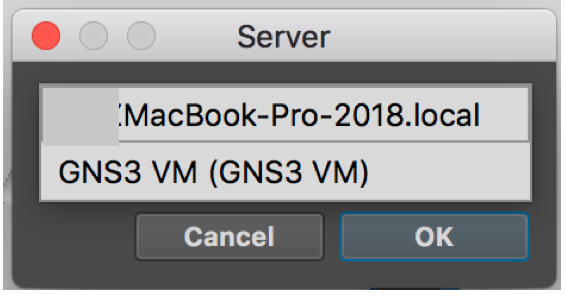 Server
MacBook-Pro-2018.local
GNS3 VM (GNS3 VM)
Cancel
OK